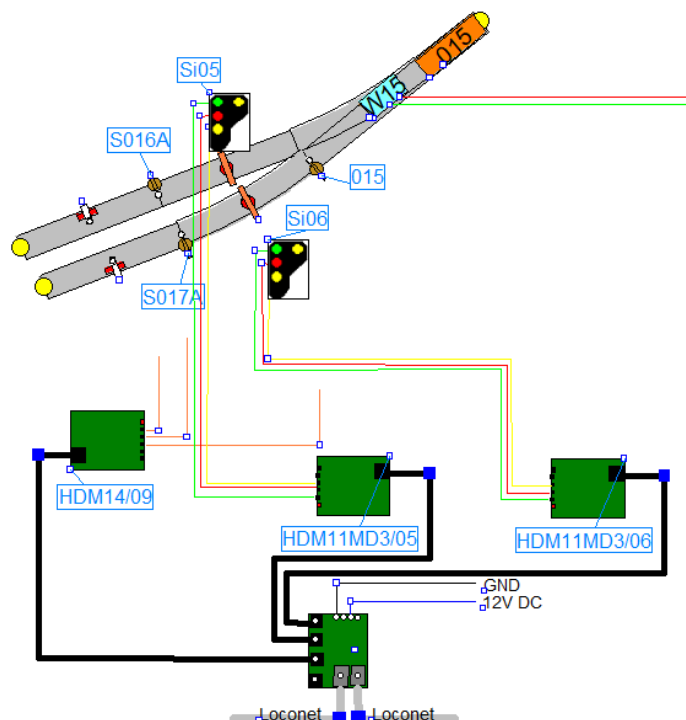 015
W15
Si05
S016A
015
Si06
S017A
HDM14/09
HDM11MD3/05
HDM11MD3/06
GND
12V DC
Loconet Loconet